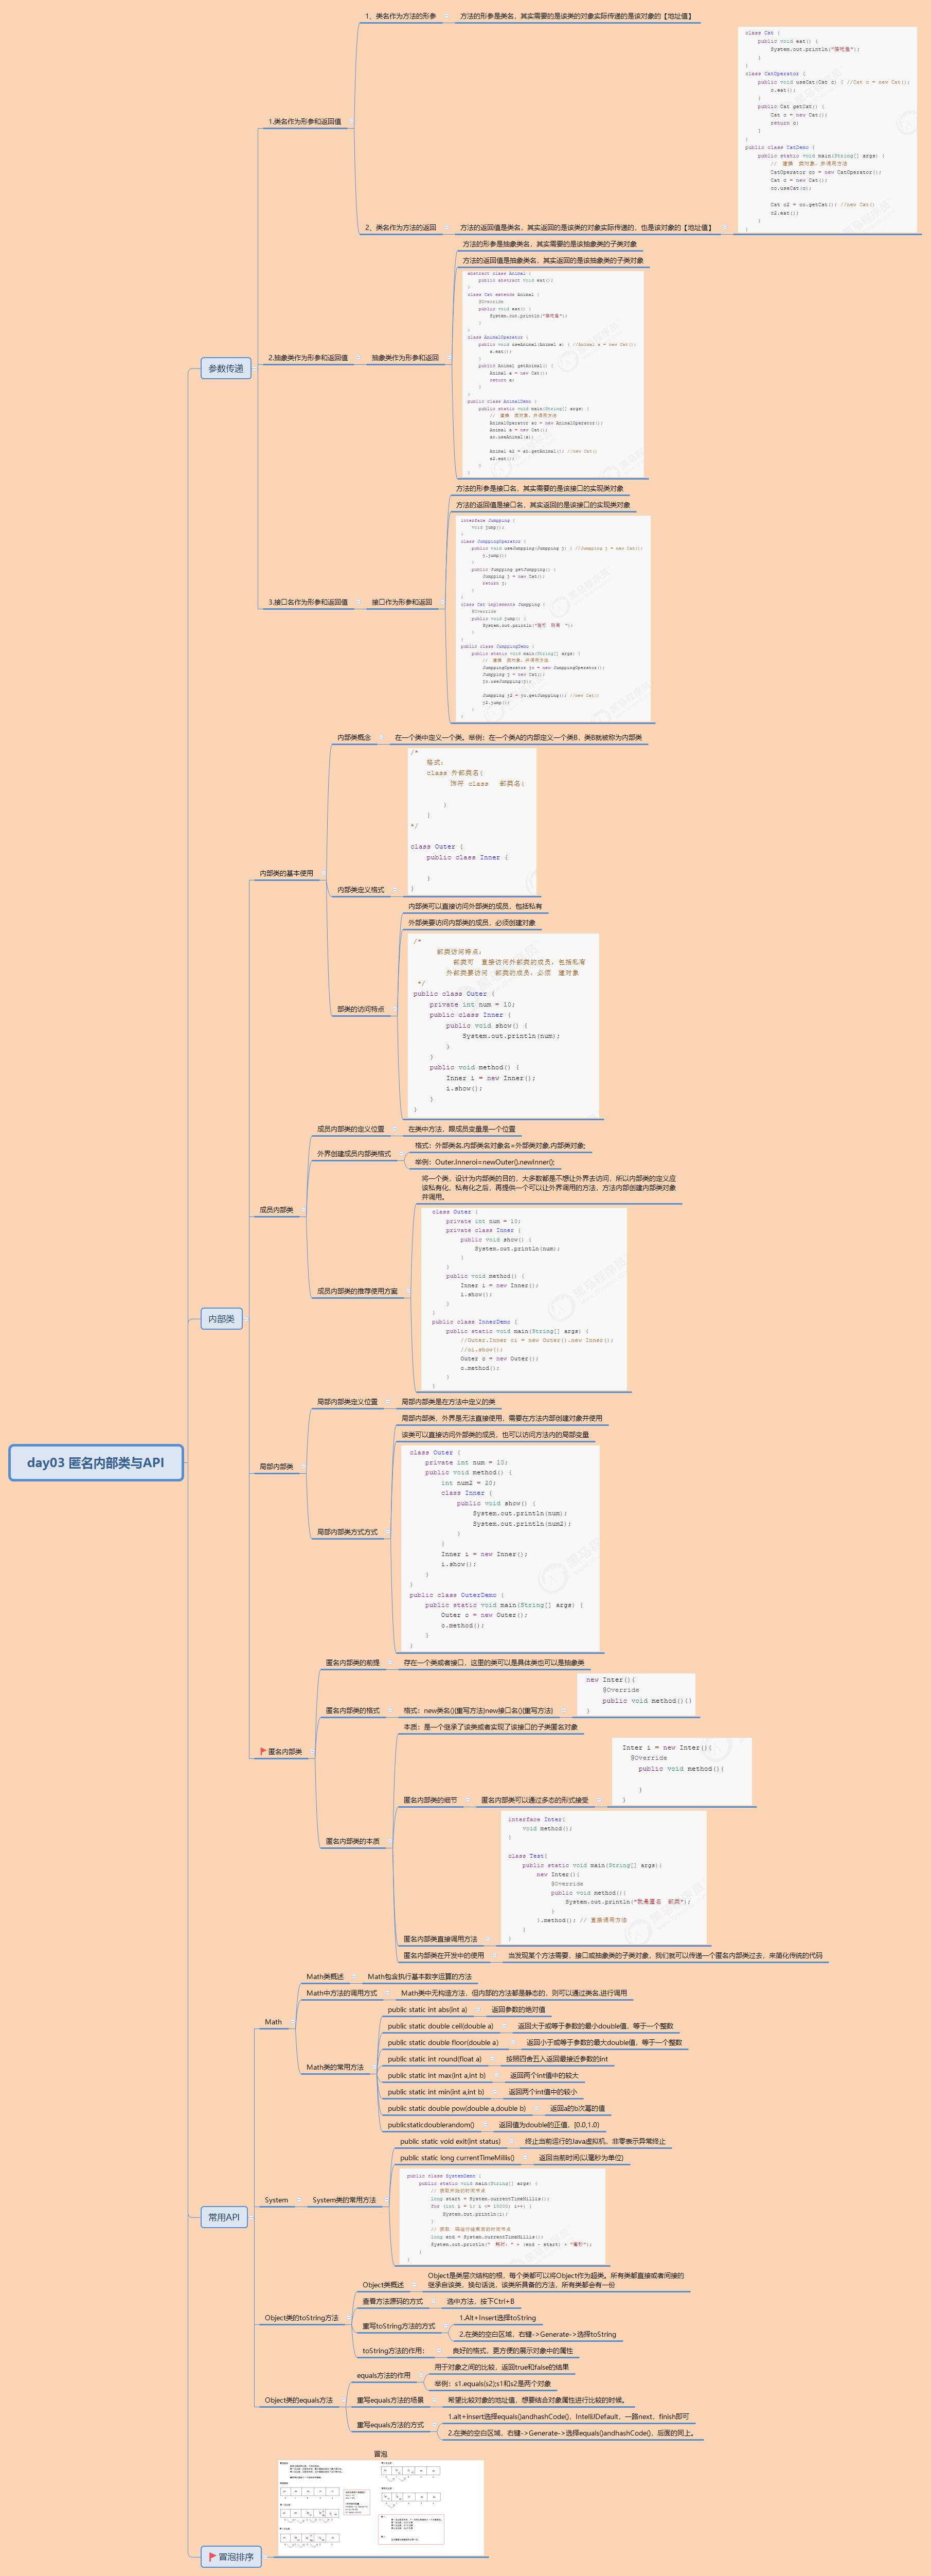 day03 匿名内部类与API
参数传递
1.类名作为形参和返回值
1、类名作为方法的形参
方法的形参是类名，其实需要的是该类的对象实际传递的是该对象的【地址值】
2、类名作为方法的返回
方法的返回值是类名，其实返回的是该类的对象实际传递的，也是该对象的【地址值】
class Cat {
public void eat() {
System.out.println("猫吃鱼");
}
}
class CatOperator {
public void useCat(Cat c) { //Cat c = new Cat();
c.eat();
}
public Cat getCat() {
Cat c = new Cat();
return c;
}
}
public class CatDemo {
public static void main(String[] args) {
// 建操 类对象，并调用方法
CatOperator co = new CatOperator();
Cat c = new Cat();
co.useCat(c);
Cat c2 = co.getCat(); //new Cat()
c2.eat();
}
}
2.抽象类作为形参和返回值
抽象类作为形参和返回
方法的形参是抽象类名，其实需要的是该抽象类的子类对象
方法的返回值是抽象类名，其实返回的是该抽象类的子类对象
abstract class Animal {
public abstract void eat();
}
class Cat extends Animal {
@Override
public void eat() {
System.out.println("猫吃鱼");
}
}
class AnimalOperator {
public void useAnimal(Animal a) { //Animal a = new Cat();
a.eat();
}
public Animal getAnimal() {
Animal a = new Cat();
return a;
}
}
public class AnimalDemo {
public static void main(String[] args) {
// 建操 类对象，并调用方法
AnimalOperator ao = new AnimalOperator();
Animal a = new Cat();
ao.useAnimal(a);
Animal a2 = ao.getAnimal(); //new Cat()
a2.eat();
}
}
3.接口名作为形参和返回值
接口作为形参和返回
方法的形参是接口名，其实需要的是该接口的实现类对象
方法的返回值是接口名，其实返回的是该接口的实现类对象
interface Jumpping {
void jump();
}
class JumppingOperator {
public void useJumpping(Jumpping j) { //Jumpping j = new Cat();
j.jump();
}
public Jumpping getJumpping() {
Jumpping j = new Cat();
return j;
}
}
class Cat implements Jumpping {
@Override
public void jump() {
System.out.println("猫可 跳高 ");
}
}
public class JumppingDemo {
public static void main(String[] args) {
// 建操 类对象，并调用方法
JumppingOperator jo = new JumppingOperator();
Jumpping j = new Cat();
jo.useJumpping(j);
Jumpping j2 = jo.getJumpping(); //new Cat()
j2.jump();
}
}
内部类
内部类的基本使用
内部类概念
在一个类中定义一个类。举例：在一个类A的内部定义一个类B，类B就被称为内部类
内部类定义格式
/*
格式：
class 外部类名{
饰符 class 部类名{
}
}
*/
class Outer {
public class Inner {
}
}
部类的访问特点
内部类可以直接访问外部类的成员，包括私有
外部类要访问内部类的成员，必须创建对象
/*
部类访问特点：
部类可 直接访问外部类的成员，包括私有
外部类要访问 部类的成员，必须 建对象
*/
public class Outer {
private int num = 10;
public class Inner {
public void show() {
System.out.println(num);
}
}
public void method() {
Inner i = new Inner();
i.show();
}
}
成员内部类
成员内部类的定义位置
在类中方法，跟成员变量是一个位置
外界创建成员内部类格式
格式：外部类名.内部类名对象名=外部类对象.内部类对象;
举例：Outer.Inneroi=newOuter().newInner();
成员内部类的推荐使用方案
将一个类，设计为内部类的目的，大多数都是不想让外界去访问，所以内部类的定义应
该私有化，私有化之后，再提供一个可以让外界调用的方法，方法内部创建内部类对象
并调用。
class Outer {
private int num = 10;
private class Inner {
public void show() {
System.out.println(num);
}
}
public void method() {
Inner i = new Inner();
i.show();
}
}
public class InnerDemo {
public static void main(String[] args) {
//Outer.Inner oi = new Outer().new Inner();
//oi.show();
Outer o = new Outer();
o.method();
}
}
局部内部类
局部内部类定义位置
局部内部类是在方法中定义的类
局部内部类方式方式
局部内部类，外界是无法直接使用，需要在方法内部创建对象并使用
该类可以直接访问外部类的成员，也可以访问方法内的局部变量
class Outer {
private int num = 10;
public void method() {
int num2 = 20;
class Inner {
public void show() {
System.out.println(num);
System.out.println(num2);
}
}
Inner i = new Inner();
i.show();
}
}
public class OuterDemo {
public static void main(String[] args) {
Outer o = new Outer();
o.method();
}
}
匿名内部类
匿名内部类的前提
存在一个类或者接口，这里的类可以是具体类也可以是抽象类
匿名内部类的格式
格式：new类名(){重写方法}new接口名(){重写方法}
new Inter(){
@Override
public void method(){}
}
匿名内部类的本质
本质：是一个继承了该类或者实现了该接口的子类匿名对象
匿名内部类的细节
匿名内部类可以通过多态的形式接受
Inter i = new Inter(){
@Override
public void method(){
}
}
匿名内部类直接调用方法
interface Inter{
void method();
}
class Test{
public static void main(String[] args){
new Inter(){
@Override
public void method(){
System.out.println("我是匿名 部类");
}
}.method(); // 直接调用方法
}
}
匿名内部类在开发中的使用
当发现某个方法需要，接口或抽象类的子类对象，我们就可以传递一个匿名内部类过去，来简化传统的代码
常用API
Math
Math类概述
Math包含执行基本数字运算的方法
Math中方法的调用方式
Math类中无构造方法，但内部的方法都是静态的，则可以通过类名,进行调用
Math类的常用方法
public static int abs(int a)
返回参数的绝对值
public static double ceil(double a)
返回大于或等于参数的最小double值，等于一个整数
public static double floor(double a)
返回小于或等于参数的最大double值，等于一个整数
public static int round(float a)
按照四舍五入返回最接近参数的int
public static int max(int a,int b)
返回两个int值中的较大
public static int min(int a,int b)
返回两个int值中的较小
public static double pow(double a,double b)
返回a的b次幂的值
publicstaticdoublerandom()
返回值为double的正值，[0.0,1.0)
System
System类的常用方法
public static void exit(int status)
终止当前运行的Java虚拟机，非零表示异常终止
public static long currentTimeMillis()
返回当前时间(以毫秒为单位)
public class SystemDemo {
public static void main(String[] args) {
// 获取开始的时间节点
long start = System.currentTimeMillis();
for (int i = 1; i <= 10000; i++) {
System.out.println(i);
}
// 获取 码运行结束后的时间节点
long end = System.currentTimeMillis();
System.out.println(" 耗时：" + (end - start) + "毫秒");
}
}
Object类的toString方法
Object类概述
Object是类层次结构的根，每个类都可以将Object作为超类。所有类都直接或者间接的
继承自该类，换句话说，该类所具备的方法，所有类都会有一份
查看方法源码的方式
选中方法，按下Ctrl+B
重写toString方法的方式
1.Alt+Insert选择toString
2.在类的空白区域，右键->Generate->选择toString
toString方法的作用：
良好的格式，更方便的展示对象中的属性
Object类的equals方法
equals方法的作用
用于对象之间的比较，返回true和false的结果
举例：s1.equals(s2);s1和s2是两个对象
重写equals方法的场景
希望比较对象的地址值，想要结合对象属性进行比较的时候。
重写equals方法的方式
1.alt+insert选择equals()andhashCode()，IntelliJDefault，一路next，finish即可
2.在类的空白区域，右键->Generate->选择equals()andhashCode()，后面的同上。
冒泡排序
冒泡